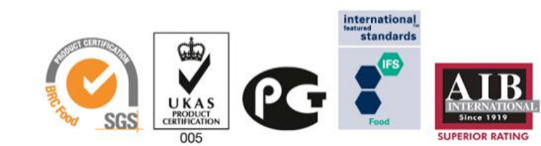 PRODUCT CERTIFICATION
BRC Food
SGS
UKAS
PRODUCT
CERTIFICATION
005
РСТ
international
featured
standards
IFS
Food
AIB
INTERNATIONAL
Since 1919
SUPERIOR RATING